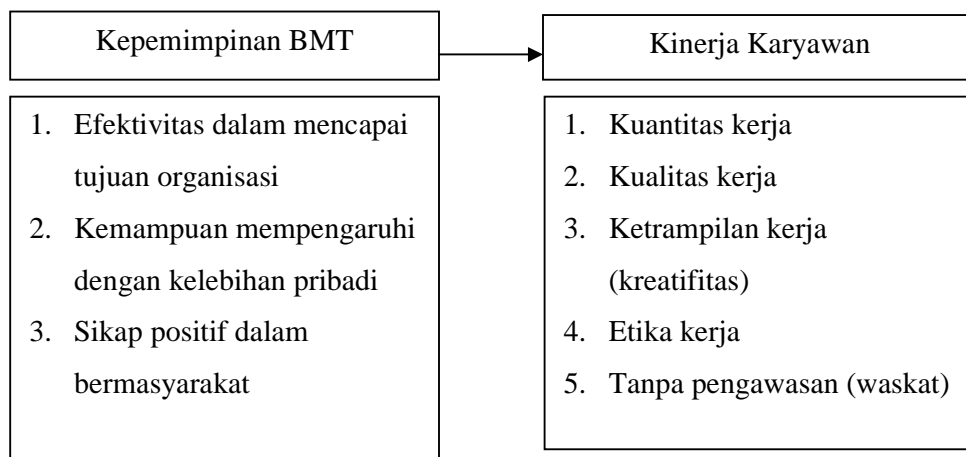 Kepemimpinan BMT
Kinerja Karyawan
1. Efektivitas dalam mencapai
tujuan organisasi
2. Kemampuan mempengaruhi
dengan kelebihan pribadi
3. Sikap positif dalam
bermasyarakat
1. Kuantitas kerja
2. Kualitas kerja
3. Ketrampilan kerja
(kreatifitas)
4. Etika kerja
5. Tanpa pengawasan (waskat)